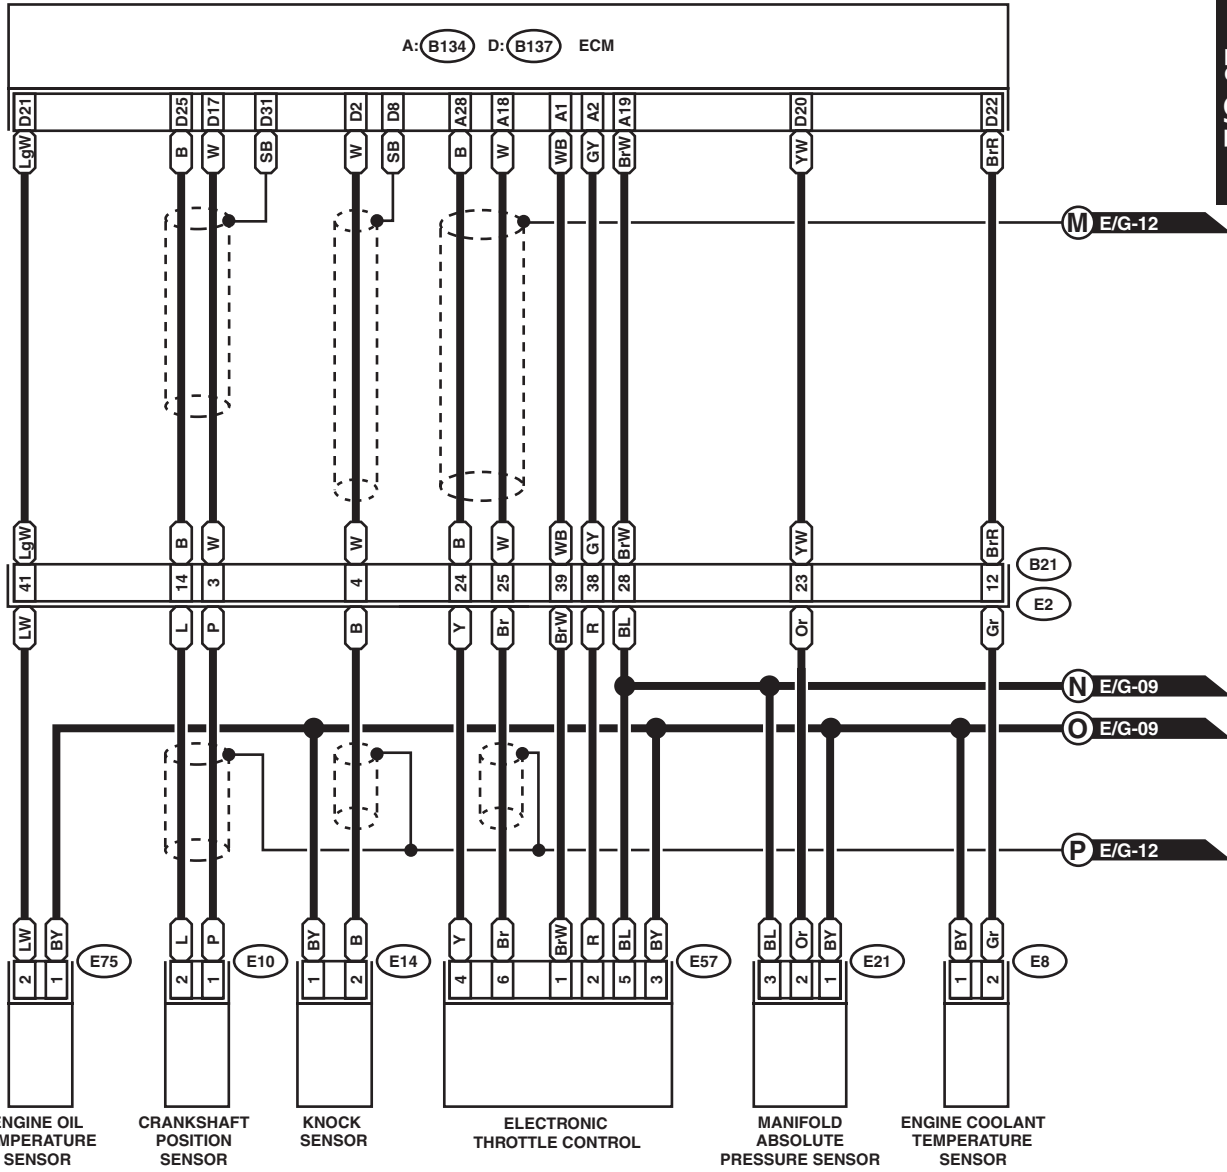 A: B134 D: B137 ECM
D21 D25 D17 D31 D2 D8 A28 A18 A1 A2 A19 D20 D22
LgW B W SB W SB B W WB GY BrW YW BrR
M E/G-12
LgW B W W B W WB GY BrW YW BrR
B21
41 14 3 4 24 25 39 38 28 23 12
E2
LW L P B Y Br BrW R BL Or Gr
N E/G-09
O E/G-09
P E/G-12
LW BY L P BY B Y Br BrW R BL BY BL Or BY BY Gr
E75 E10 E14 E57 E21 E8
2 1 2 1 1 2 4 6 1 2 5 3 3 2 1 1 2
OIL
SENSOR
CRANKSHAFT
POSITION
SENSOR
KNOCK
SENSOR
ELECTRONIC
THROTTLE CONTROL
MANIFOLD
ABSOLUTE
PRESSURE SENSOR
ENGINE COOLANT
TEMPERATURE
SENSOR